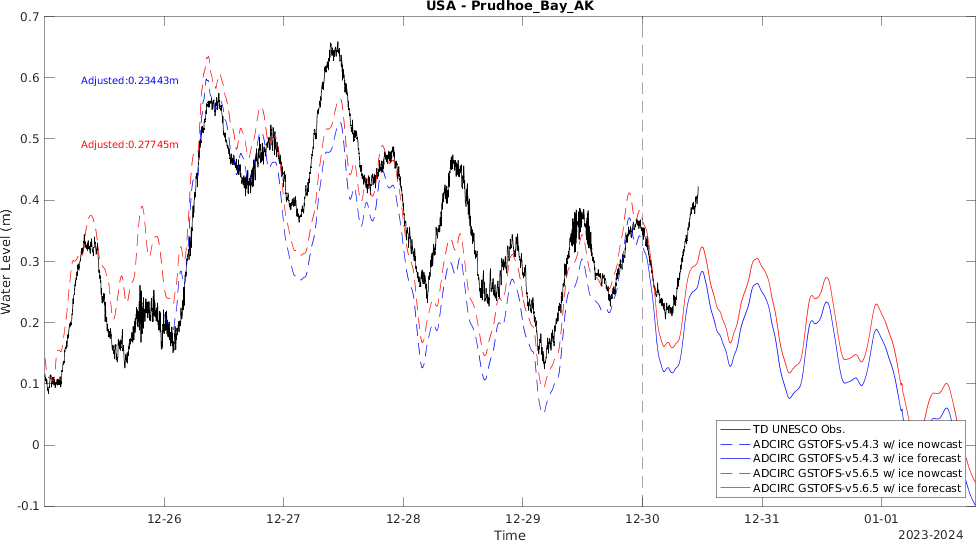 USA - Prudhoe_Bay_AK
0.7
0.6
0.5
0.4
0.3
0.2
0.1
0
-0.1
Water Level (m)
Adjusted:0.23443m
Adjusted:0.27745m
TD UNESCO Obs.
ADCIRC GSTOFS-v5.4.3 w/ ice nowcast
ADCIRC GSTOFS-v5.4.3 w/ ice forecast
ADCIRC GSTOFS-v5.6.5 w/ ice nowcast
ADCIRC GSTOFS-v5.6.5 w/ ice forecast
12-26 12-27 12-28 12-29 12-30 12-31 01-01
Time
2023-2024